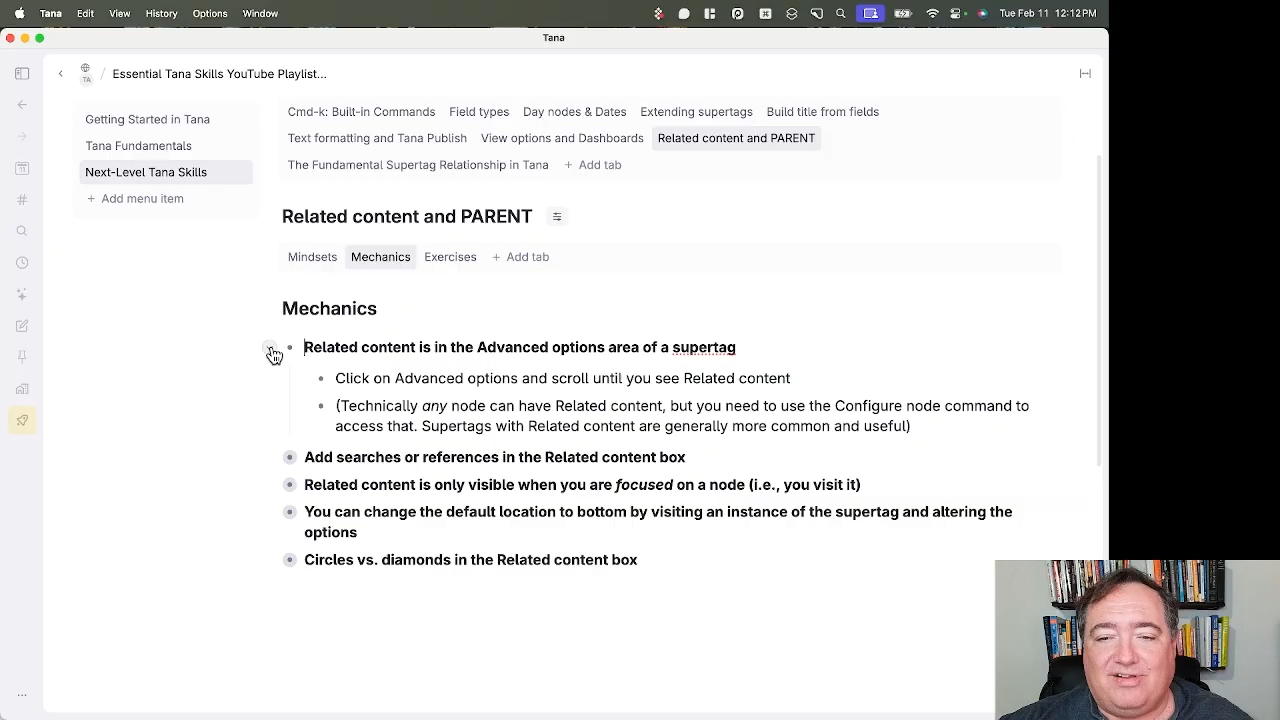 Tana Edit View History Options Window Tue Feb 11 12:12 PM
Tana
TA / Essential Tana Skills YouTube Playlist...
Getting Started in Tana
Tana Fundamentals
Next-Level Tana Skills
+ Add menu item
Cmd-k: Built-in Commands Field types Day nodes & Dates Extending supertags Build title from fields
Text formatting and Tana Publish View options and Dashboards Related content and PARENT
The Fundamental Supertag Relationship in Tana + Add tab
Related content and PARENT
Mindsets Mechanics Exercises + Add tab
Mechanics
Related content is in the Advanced options area of a supertag
Click on Advanced options and scroll until you see Related content
(Technically any node can have Related content, but you need to use the Configure node command to
access that. Supertags with Related content are generally more common and useful)
Add searches or references in the Related content box
Related content is only visible when you are focused on a node (i.e., you visit it)
You can change the default location to bottom by visiting an instance of the supertag and altering the
options
Circles vs. diamonds in the Related content box